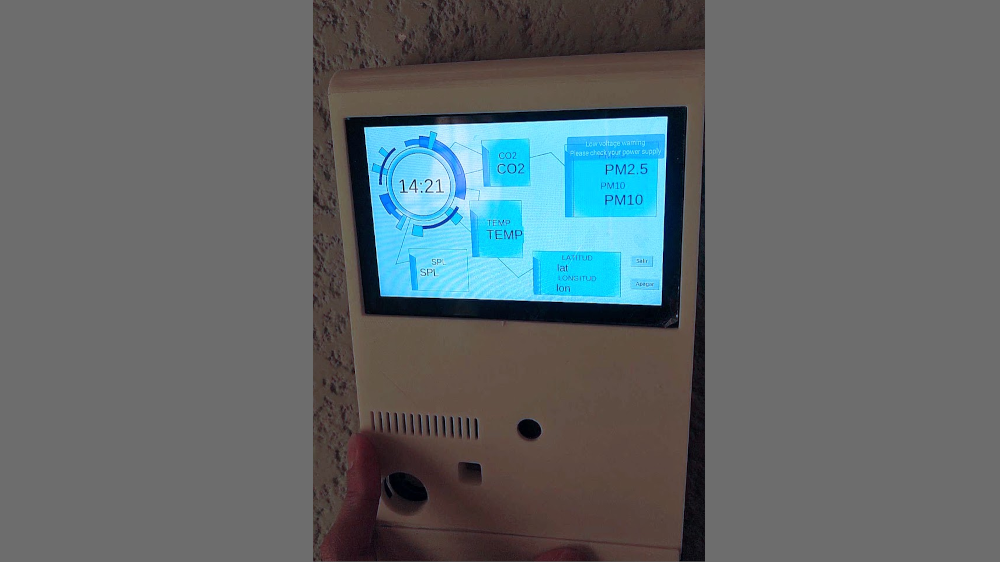 14:21
CO2
CO2
Low voltage warning
Please check your power supply
PM2.5
PM10
PM10
TEMP
TEMP
SPL
SPL
LATITUD
lat
LONGITUD
lon
Salir
Apagar